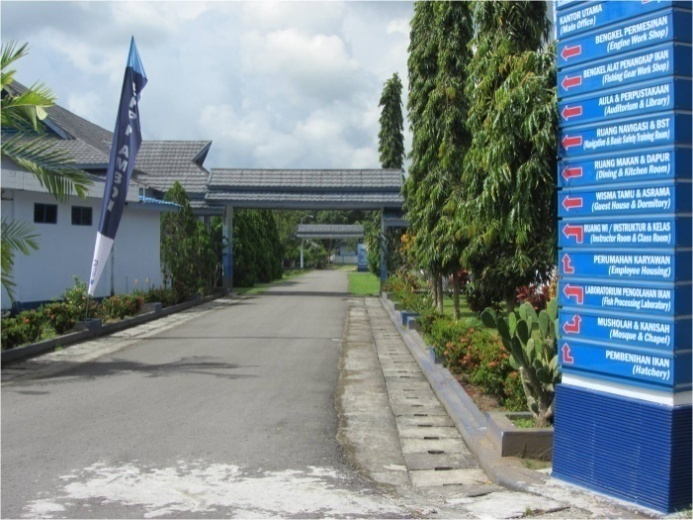 KANTOR UTAMA
(Main Office)
BENGKEL PERMESINAN
(Engine Work Shop)
BENGKEL ALAT PENANGKAP IKAN
(Fishing Gear Work Shop)
AULA & PERPUSTAKAAN
(Auditorium & Library)
RUANG NAVIGASI & BST
(Navigation & Basic Safety Training Room)
RUANG MAKAN & DAPUR
(Dining & Kitchen Room)
WISMA TAMU & ASRAMA
(Guest House & Dormitory)
RUANG WI / INSTRUKTUR & KELAS
(Instructor Room & Class Room)
PERUMAHAN KARYAWAN
(Employee Housing)
LABORATORIUM PENGOLAHAN IKAN
(Fish Processing Laboratory)
MUSHOLAH & KANISAH
(Mosque & Chapel)
PEMBENIHAN IKAN
(Hatchery)